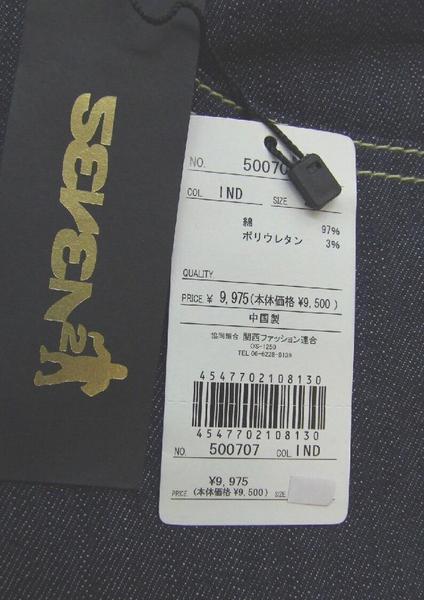 SEVEN2
NO. 50070
COL. IND SIZE
綿 97%
ポリウレタン 3%
QUALITY
PRICE ¥ 9,975(本体価格 ¥9,500)
中国製
協同組合 関西ファッション連合
OS-1250
TEL 06-6228-
4547702108130
4547702108130
NO. 500707 COL. IND
¥9,975
PRICE (本体価格 ¥9,500) SIZE